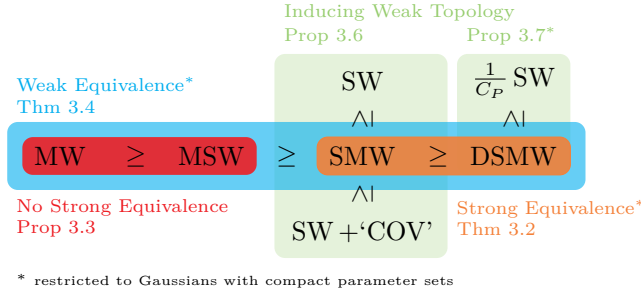 Inducing Weak Topology
Prop 3.6 Prop 3.7*
Weak Equivalence*
Thm 3.4
SW 1/C_P SW
≥ ≥
MW ≥ MSW ≥ SMW ≥ DSMW
≥
No Strong Equivalence
Prop 3.3
SW +‘COV’
Strong Equivalence*
Thm 3.2
* restricted to Gaussians with compact parameter sets